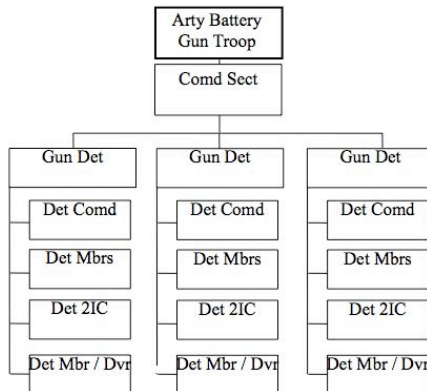 Arty Battery
Gun Troop
Comd Sect
Gun Det
Gun Det
Gun Det
Det Comd
Det Comd
Det Comd
Det Mbrs
Det Mbrs
Det Mbrs
Det 2IC
Det 2IC
Det 2IC
Det Mbr / Dvr
Det Mbr / Dvr
Det Mbr / Dvr